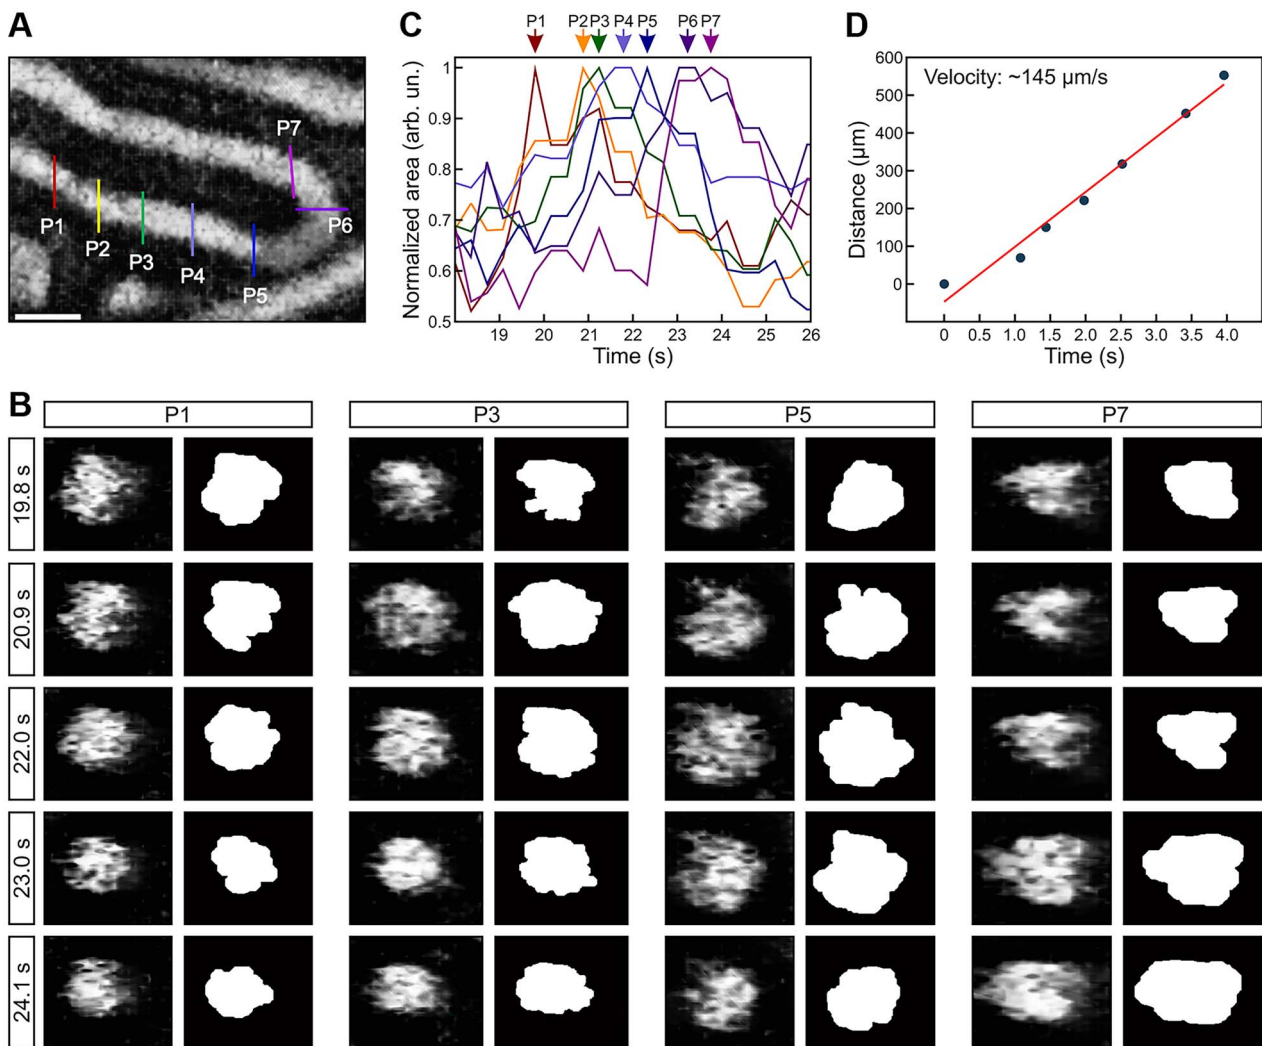 A
P1
P2
P3
P4
P5
P6
P7
C
P1 P2 P3 P4 P5 P6 P7
Normalized area (arb. un.)
1
0.9
0.8
0.7
0.6
0.5
19 20 21 22 23 24 25 26
Time (s)
D
Velocity: ~145 µm/s
Distance (µm)
600
500
400
300
200
100
0
0 0.5 1.0 1.5 2.0 2.5 3.0 3.5 4.0
Time (s)
B
P1 P3 P5 P7
19.8 s
20.9 s
22.0 s
23.0 s
24.1 s